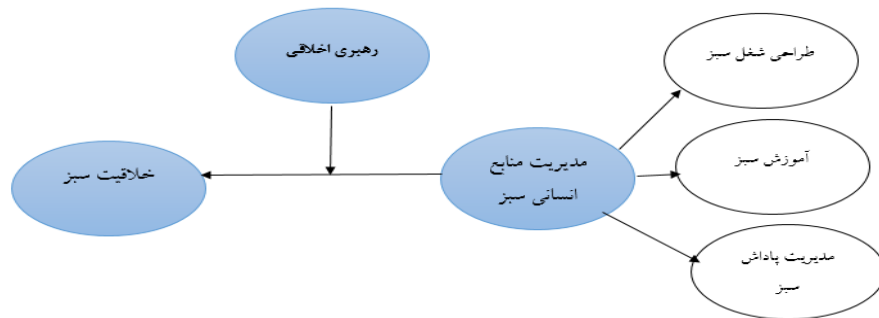 رهبری اخلاقی
طراحی شغل سبز
خلاقیت سبز
مدیریت منابع
انسانی سبز
آموزش سبز
مدیریت پاداش
سبز